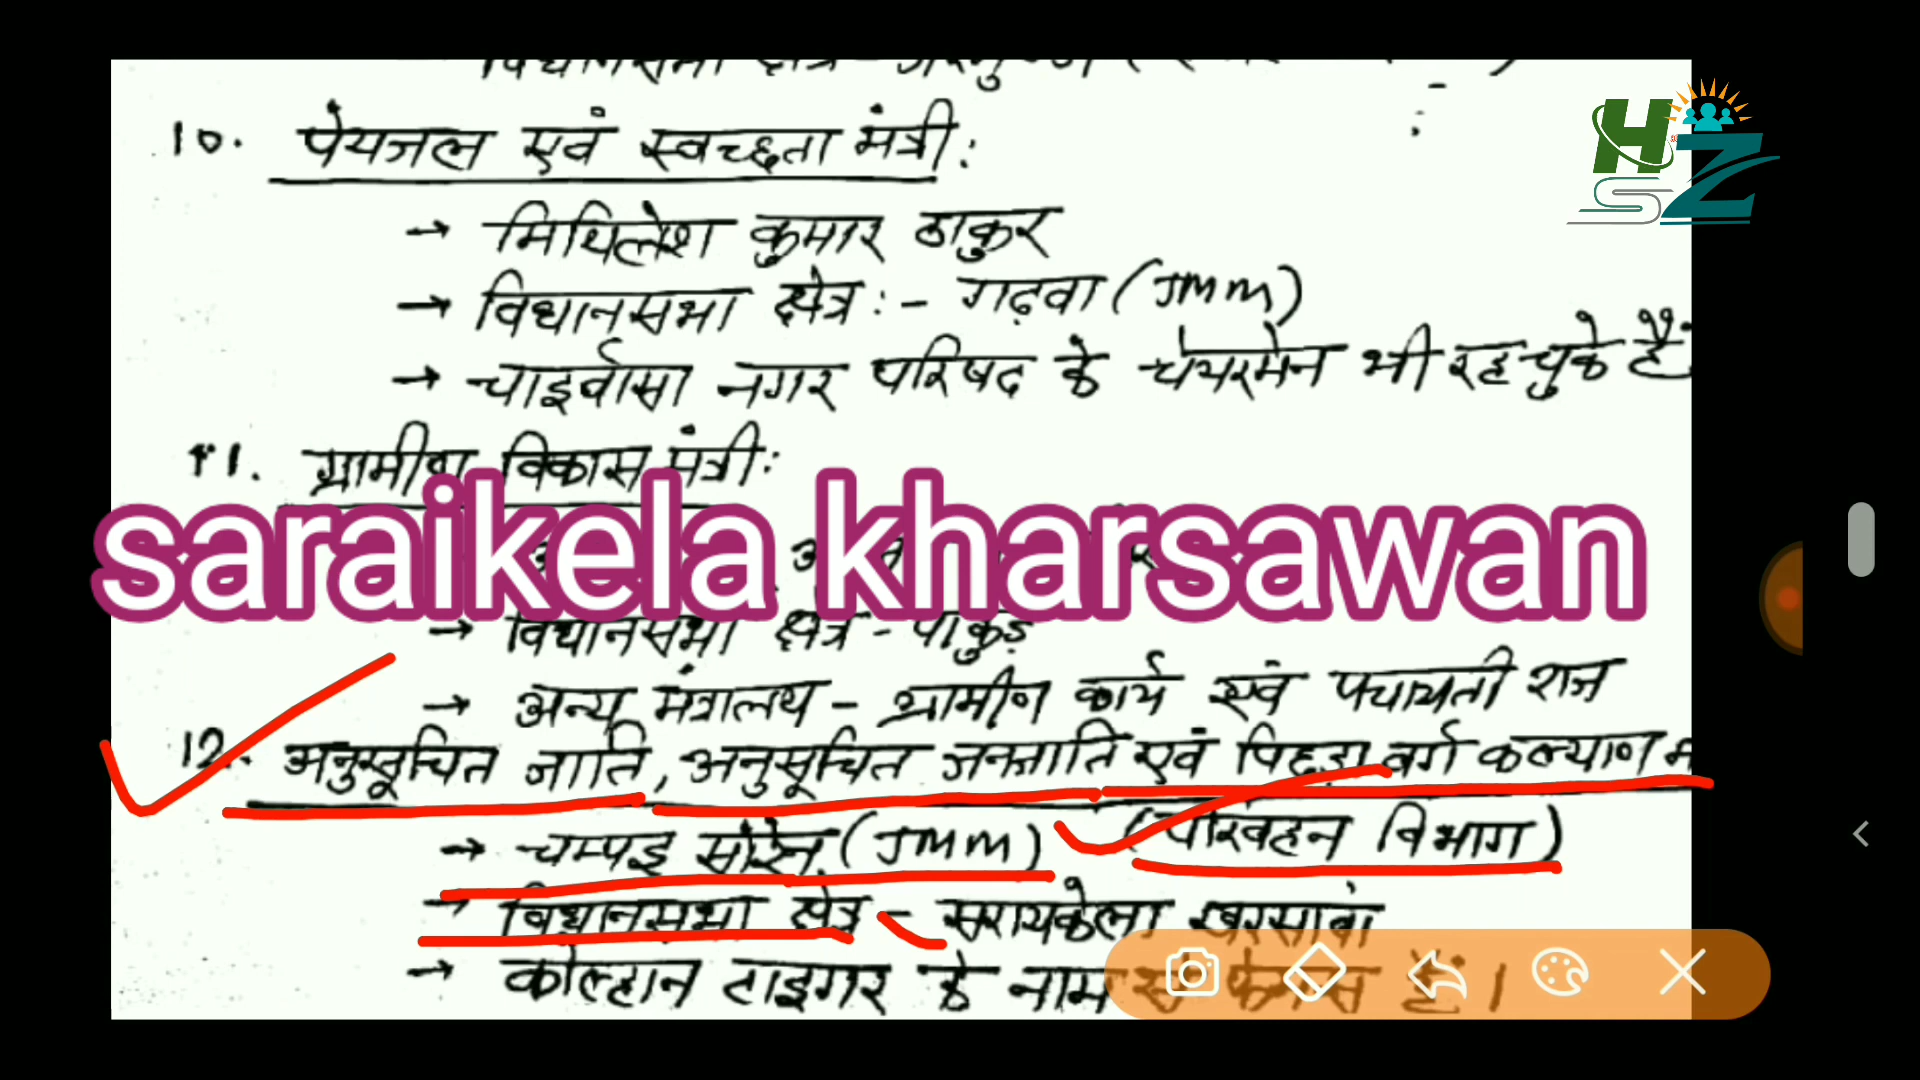 10. पेयजल एवं स्वच्छता मंत्री:
→ मिथिलेश कुमार ठाकुर
→ विधानसभा क्षेत्र:- गढ़वा (JMM)
→ चाईबासा नगर परिषद के चेयरमेन भी रह चुके हैं
11. ग्रामीण विकास मंत्री:
saraikela kharsawan
→ विधानसभा क्षेत्र - पाकुड़
→ अन्य मंत्रालय - ग्रामीण कार्य एवं पंचायती राज
12. अनुसूचित जाति, अनुसूचित जनजाति एवं पिछड़ा वर्ग कल्याण
→ चम्पई सोरेन (JMM) (परिवहन विभाग)
→ विधानसभा क्षेत्र - सरायकेला खरसावां
→ कोल्हान टाइगर के नाम से फेमस हैं।
HSZ